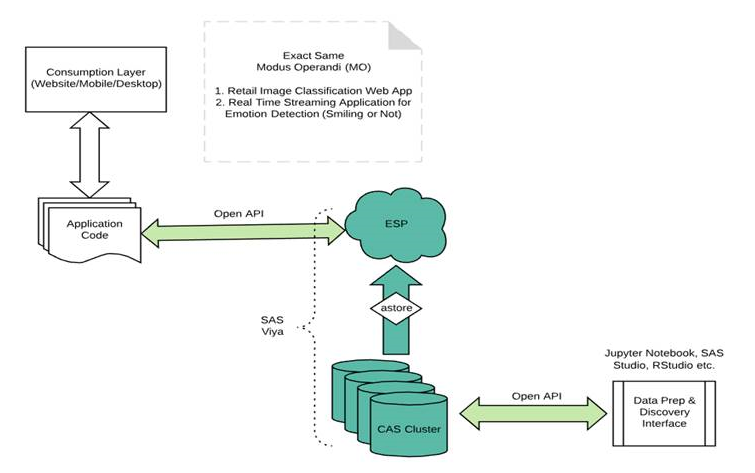 Exact Same
Modus Operandi (MO)
1. Retail Image Classification Web App
2. Real Time Streaming Application for
Emotion Detection (Smiling or Not)
Consumption Layer
(Website/Mobile/Desktop)
Application
Code
Open API
ESP
astore
SAS
Viya
CAS Cluster
Open API
Jupyter Notebook, SAS
Studio, RStudio etc.
Data Prep &
Discovery
Interface